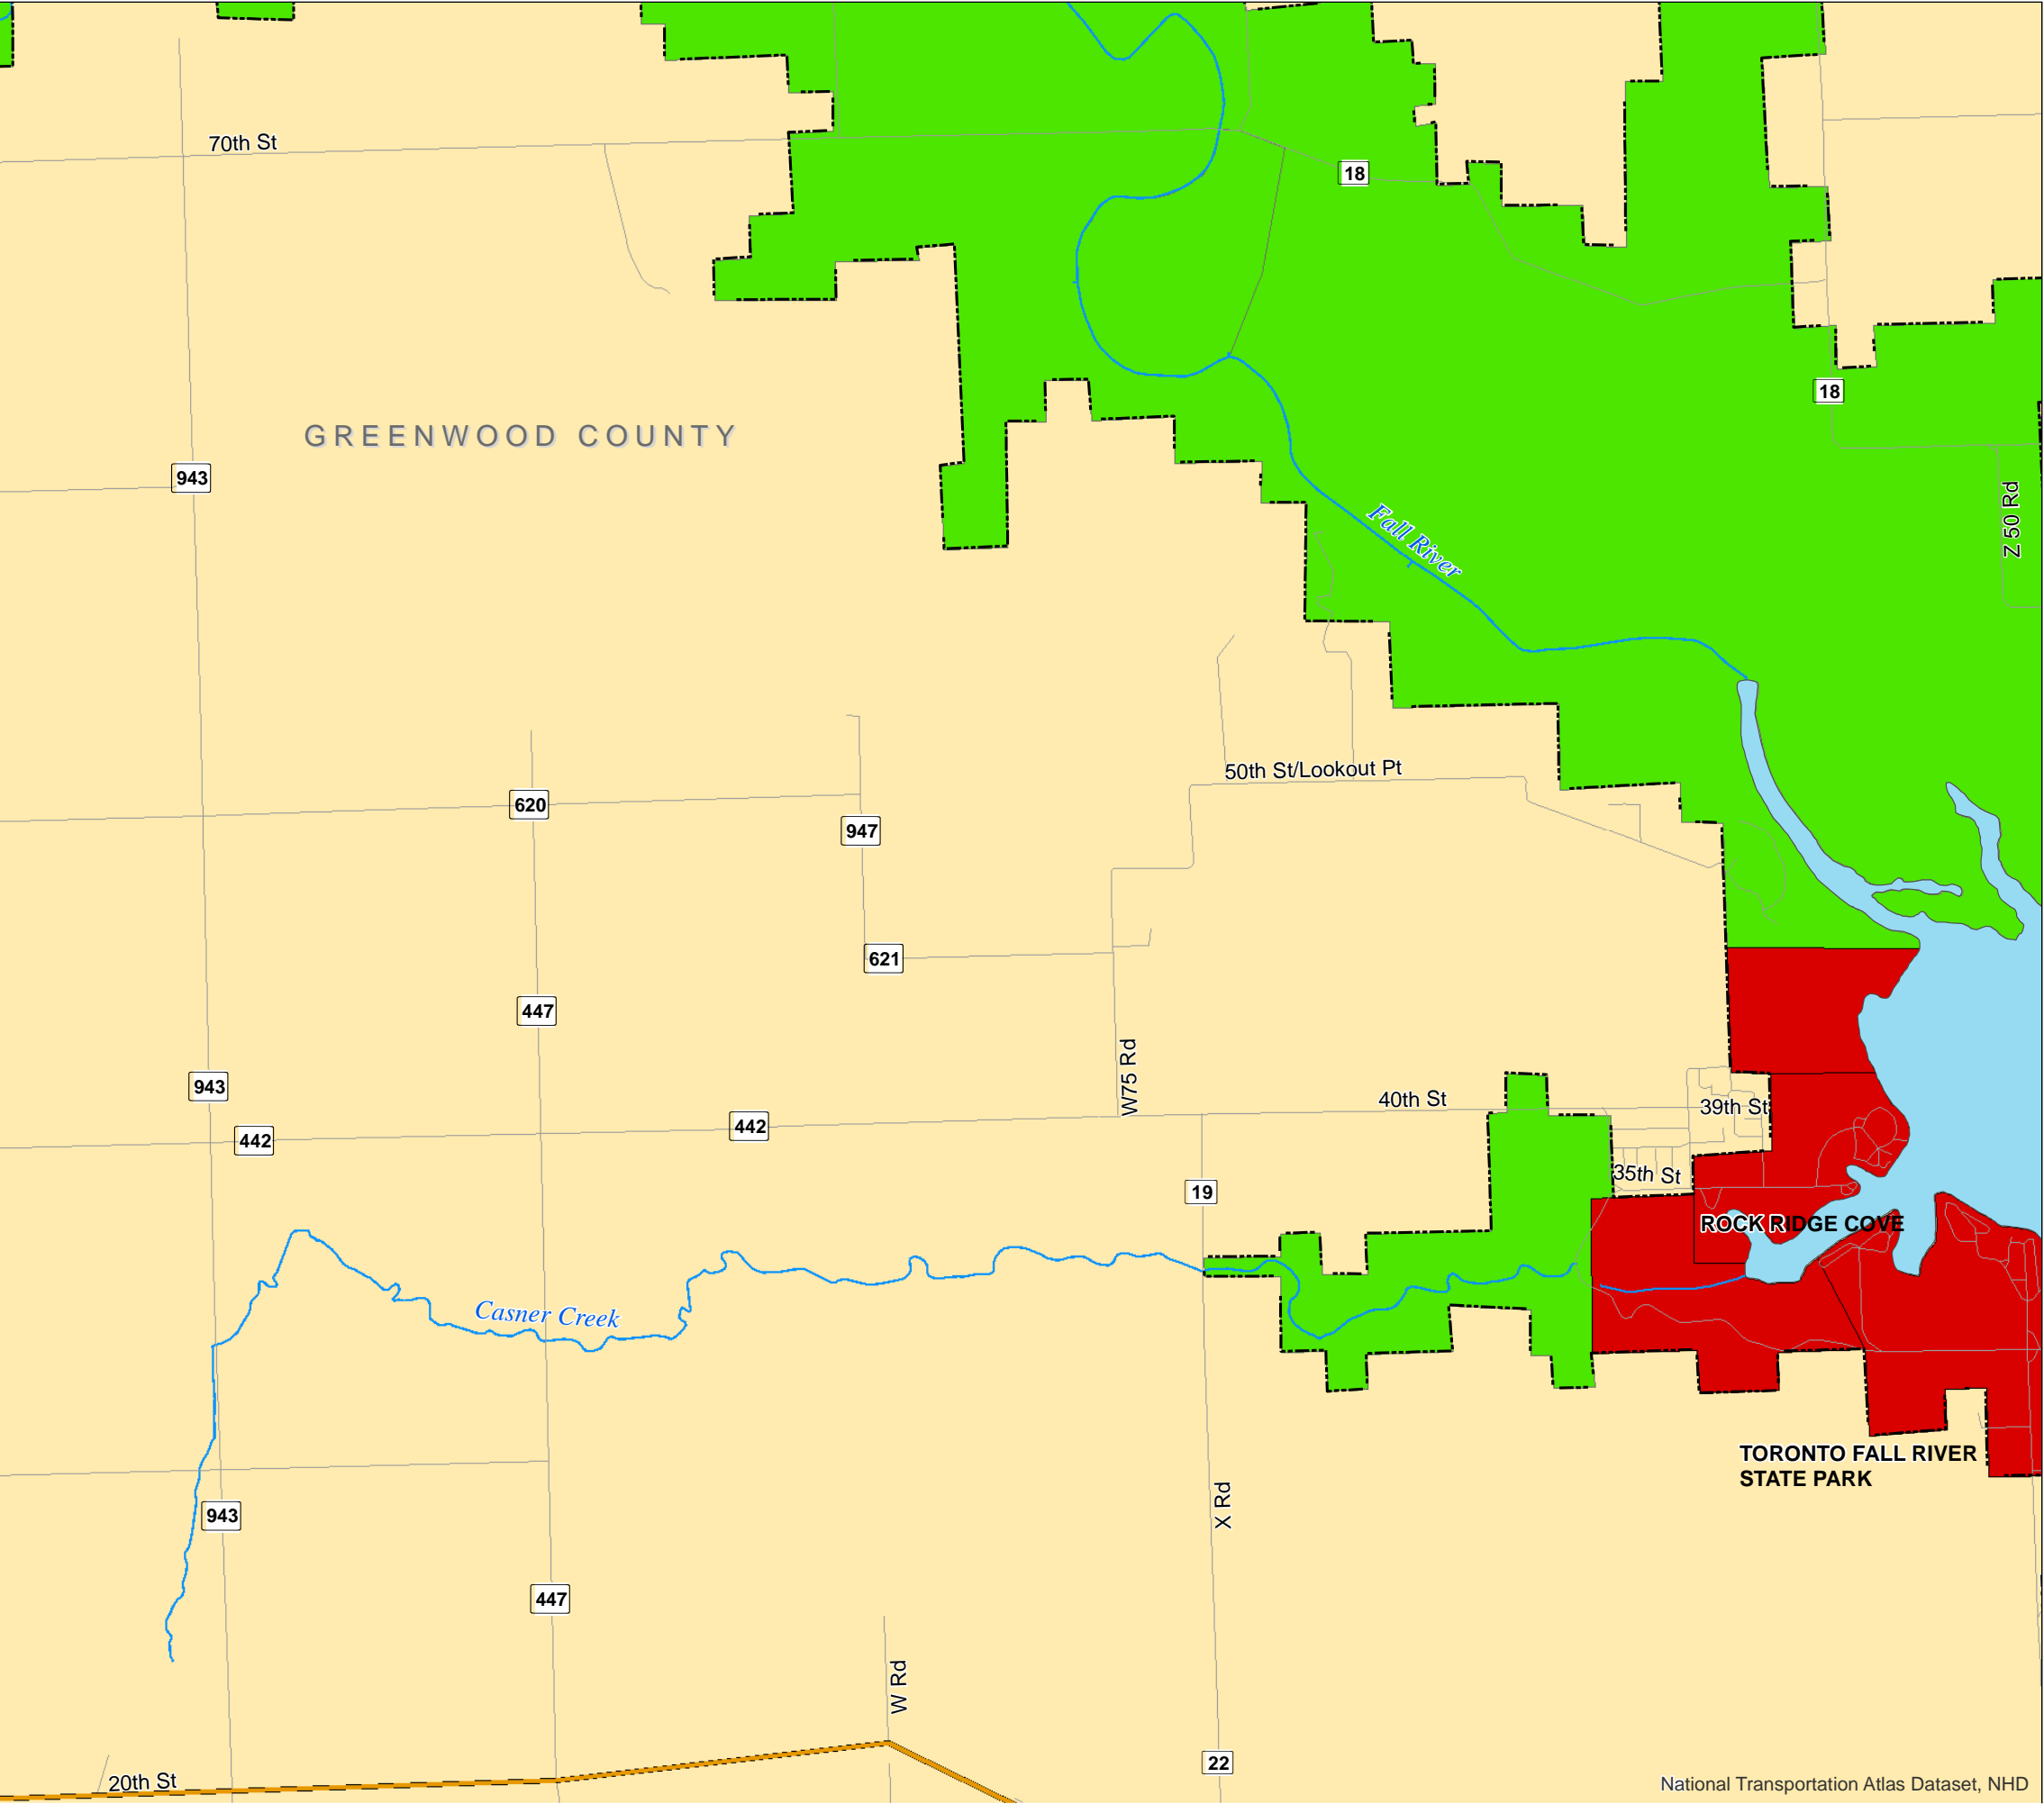 70th St
18
18
GREENWOOD COUNTY
943
Z 50 Rd
Fall River
50th St/Lookout Pt
620
947
621
447
W75 Rd
943
40th St
39th St
442
442
35th St
19
ROCK RIDGE COVE
Casner Creek
TORONTO FALL RIVER
STATE PARK
X Rd
943
447
W Rd
22
20th St
National Transportation Atlas Dataset, NHD